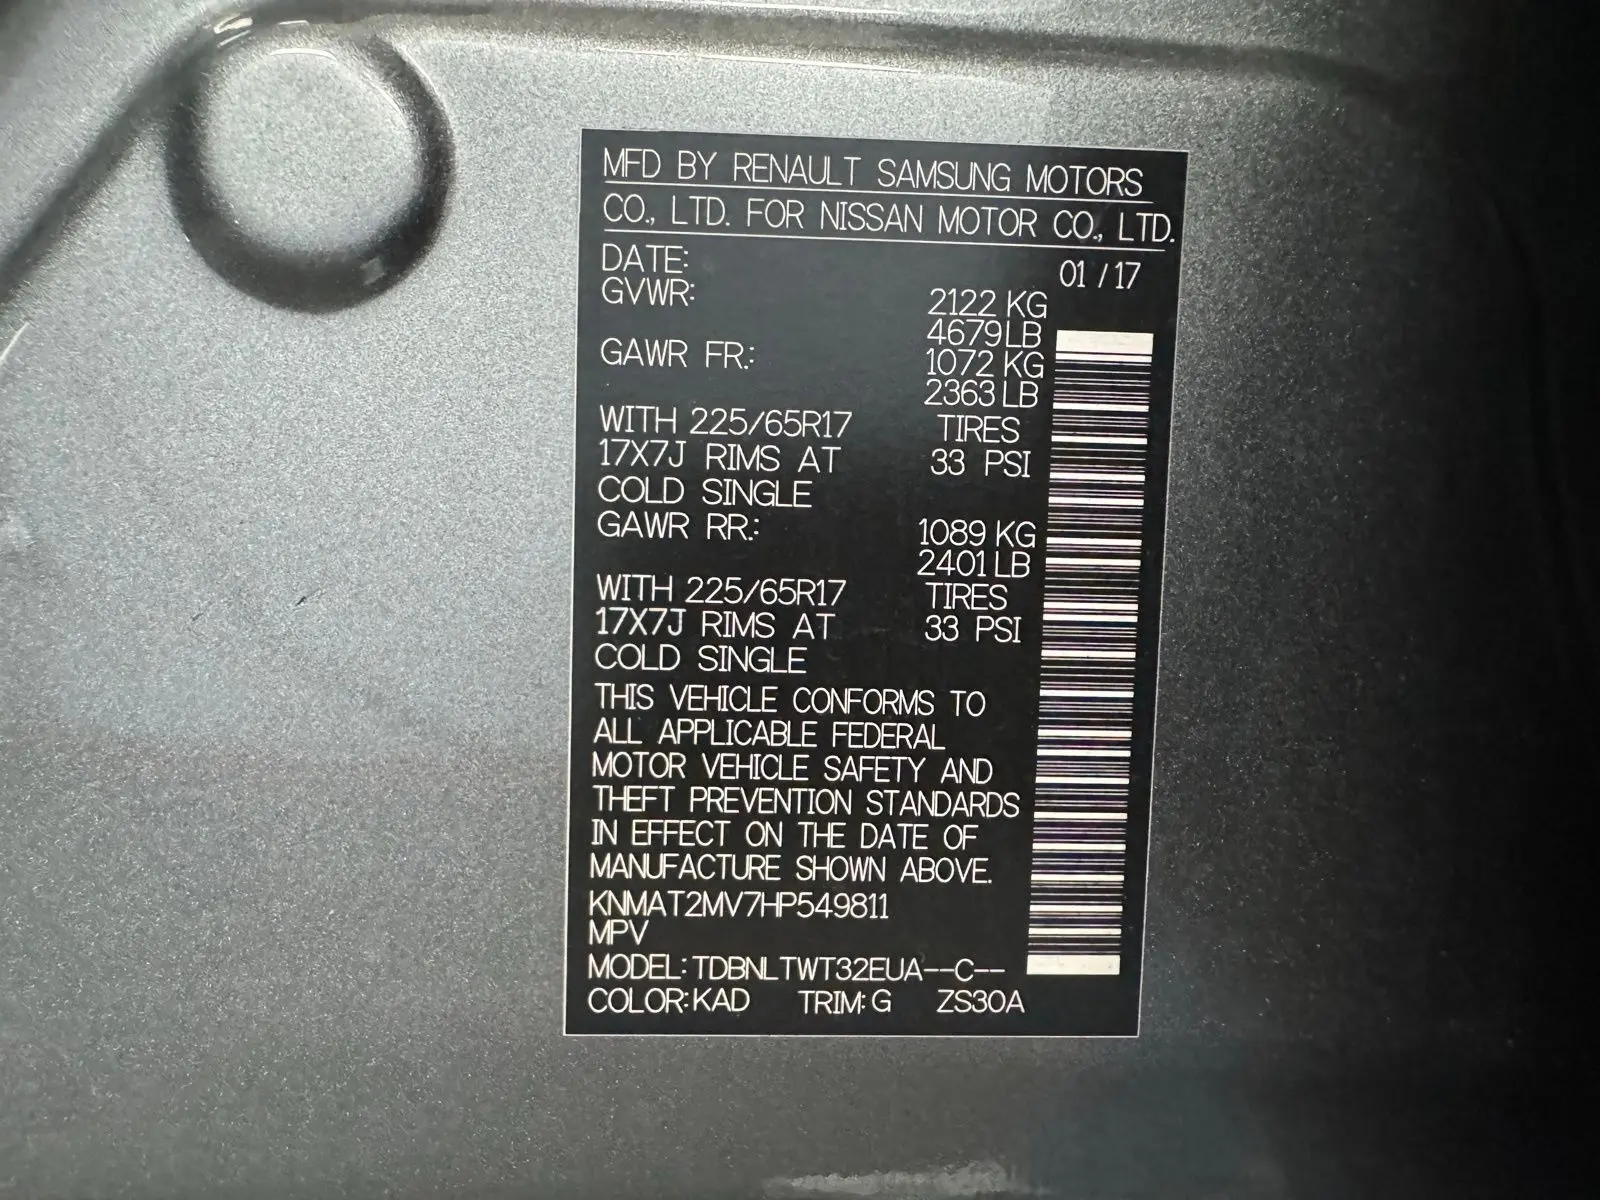 MFD BY RENAULT SAMSUNG MOTORS
CO., LTD. FOR NISSAN MOTOR CO., LTD.
DATE: 01 / 17
GVWR: 2122 KG
4679 LB
GAWR FR.: 1072 KG
2363 LB
WITH 225/65R17 TIRES
17X7J RIMS AT 33 PSI
COLD SINGLE
GAWR RR.: 1089 KG
2401 LB
WITH 225/65R17 TIRES
17X7J RIMS AT 33 PSI
COLD SINGLE
THIS VEHICLE CONFORMS TO
ALL APPLICABLE FEDERAL
MOTOR VEHICLE SAFETY AND
THEFT PREVENTION STANDARDS
IN EFFECT ON THE DATE OF
MANUFACTURE SHOWN ABOVE.
KNMAT2MV7HP549811
MPV
MODEL: TDBNLTWT32EUA--C--
COLOR: KAD TRIM: G ZS30A